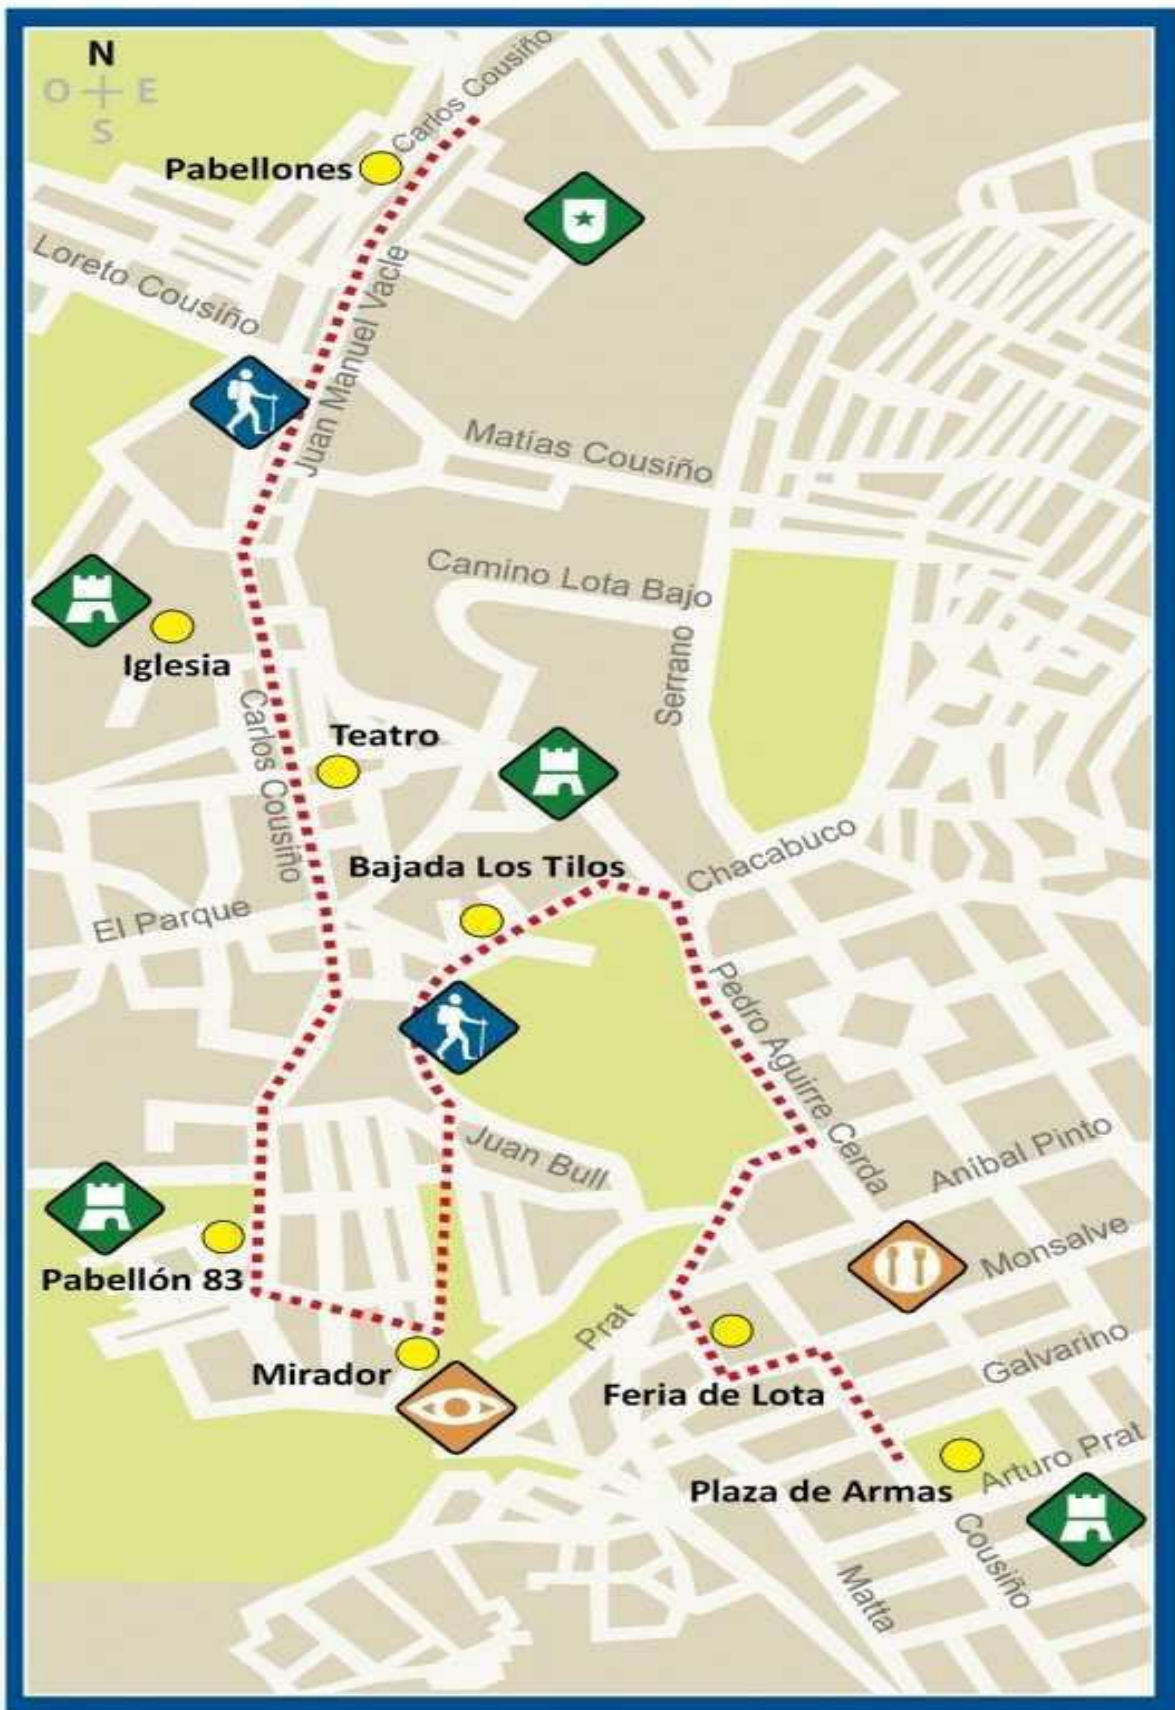 N
O E
S
Carlos Cousiño
Pabellones
Loreto Cousiño
Juan Manuel Vacle
Matías Cousiño
Camino Lota Bajo
Serrano
Iglesia
Carlos Cousiño
Teatro
Chacabuco
Bajada Los Tilos
El Parque
Pedro Aguirre Cerda
Juan Bull
Aníbal Pinto
Monsalve
Pabellón 83
Prat
Galvarino
Mirador
Feria de Lota
Arturo Prat
Plaza de Armas
Cousiño
Matta